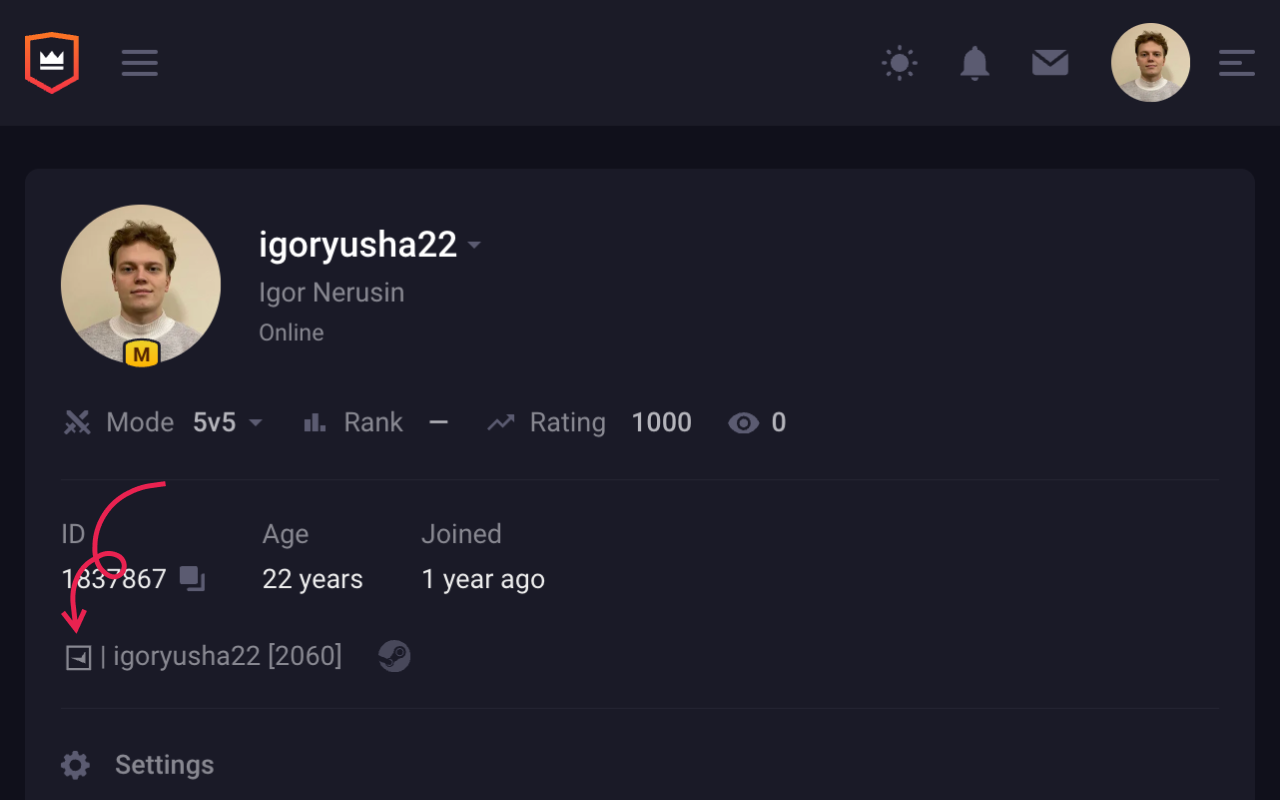 igoryusha22
Igor Nerusin
Online
M
Mode 5v5 Rank — Rating 1000 0
ID Age Joined
1837867 22 years 1 year ago
| igoryusha22 [2060]
Settings